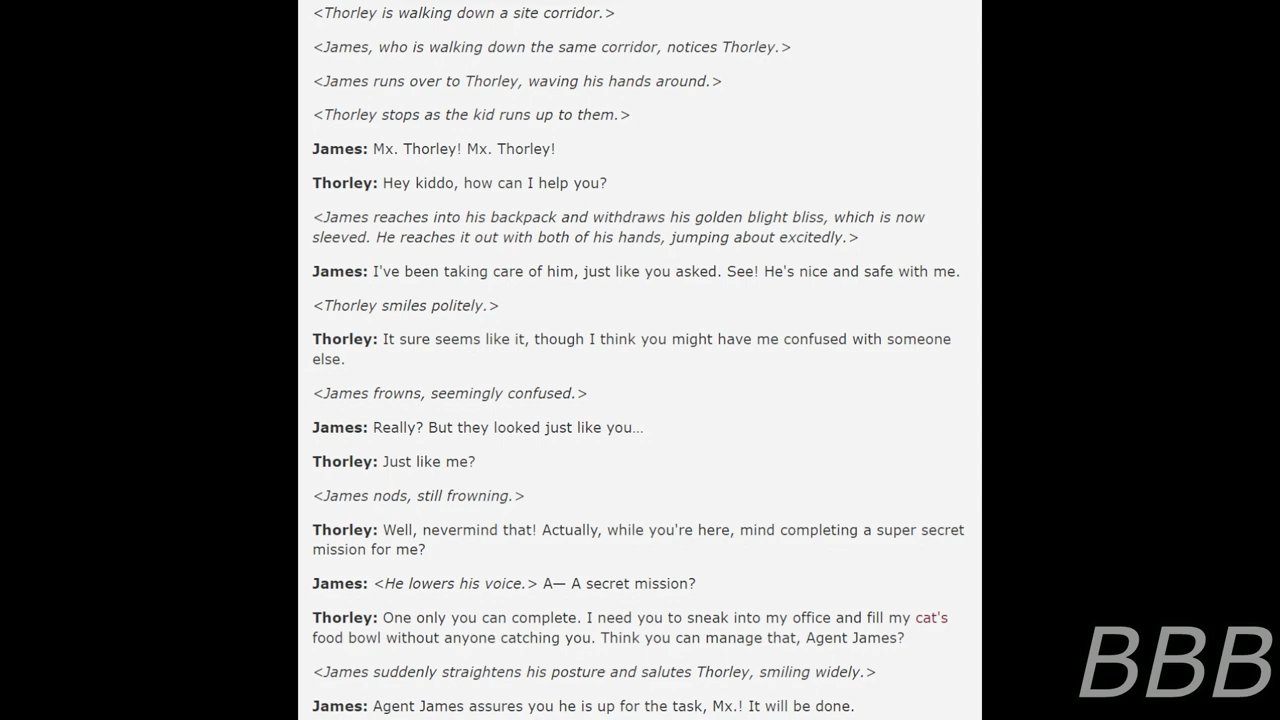 <Thorley is walking down a site corridor.>
<James, who is walking down the same corridor, notices Thorley.>
<James runs over to Thorley, waving his hands around.>
<Thorley stops as the kid runs up to them.>
James: Mx. Thorley! Mx. Thorley!
Thorley: Hey kiddo, how can I help you?
<James reaches into his backpack and withdraws his golden blight bliss, which is now
sleeved. He reaches it out with both of his hands, jumping about excitedly.>
James: I've been taking care of him, just like you asked. See! He's nice and safe with me.
<Thorley smiles politely.>
Thorley: It sure seems like it, though I think you might have me confused with someone
else.
<James frowns, seemingly confused.>
James: Really? But they looked just like you…
Thorley: Just like me?
<James nods, still frowning.>
Thorley: Well, nevermind that! Actually, while you're here, mind completing a super secret
mission for me?
James: <He lowers his voice.> A— A secret mission?
Thorley: One only you can complete. I need you to sneak into my office and fill my cat's
food bowl without anyone catching you. Think you can manage that, Agent James?
<James suddenly straightens his posture and salutes Thorley, smiling widely.>
James: Agent James assures you he is up for the task, Mx.! It will be done.
BBB